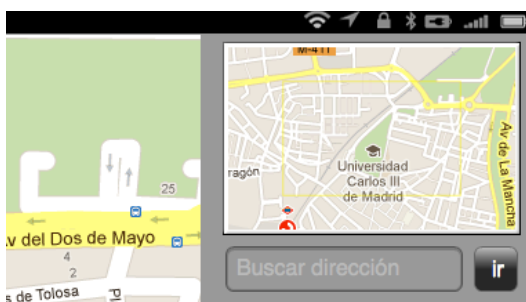 M-411
Av de La Mancha
ragón
Universidad
Carlos III
de Madrid
25
v del Dos de Mayo
4
2
s de Tolosa
Pl
Buscar dirección
ir